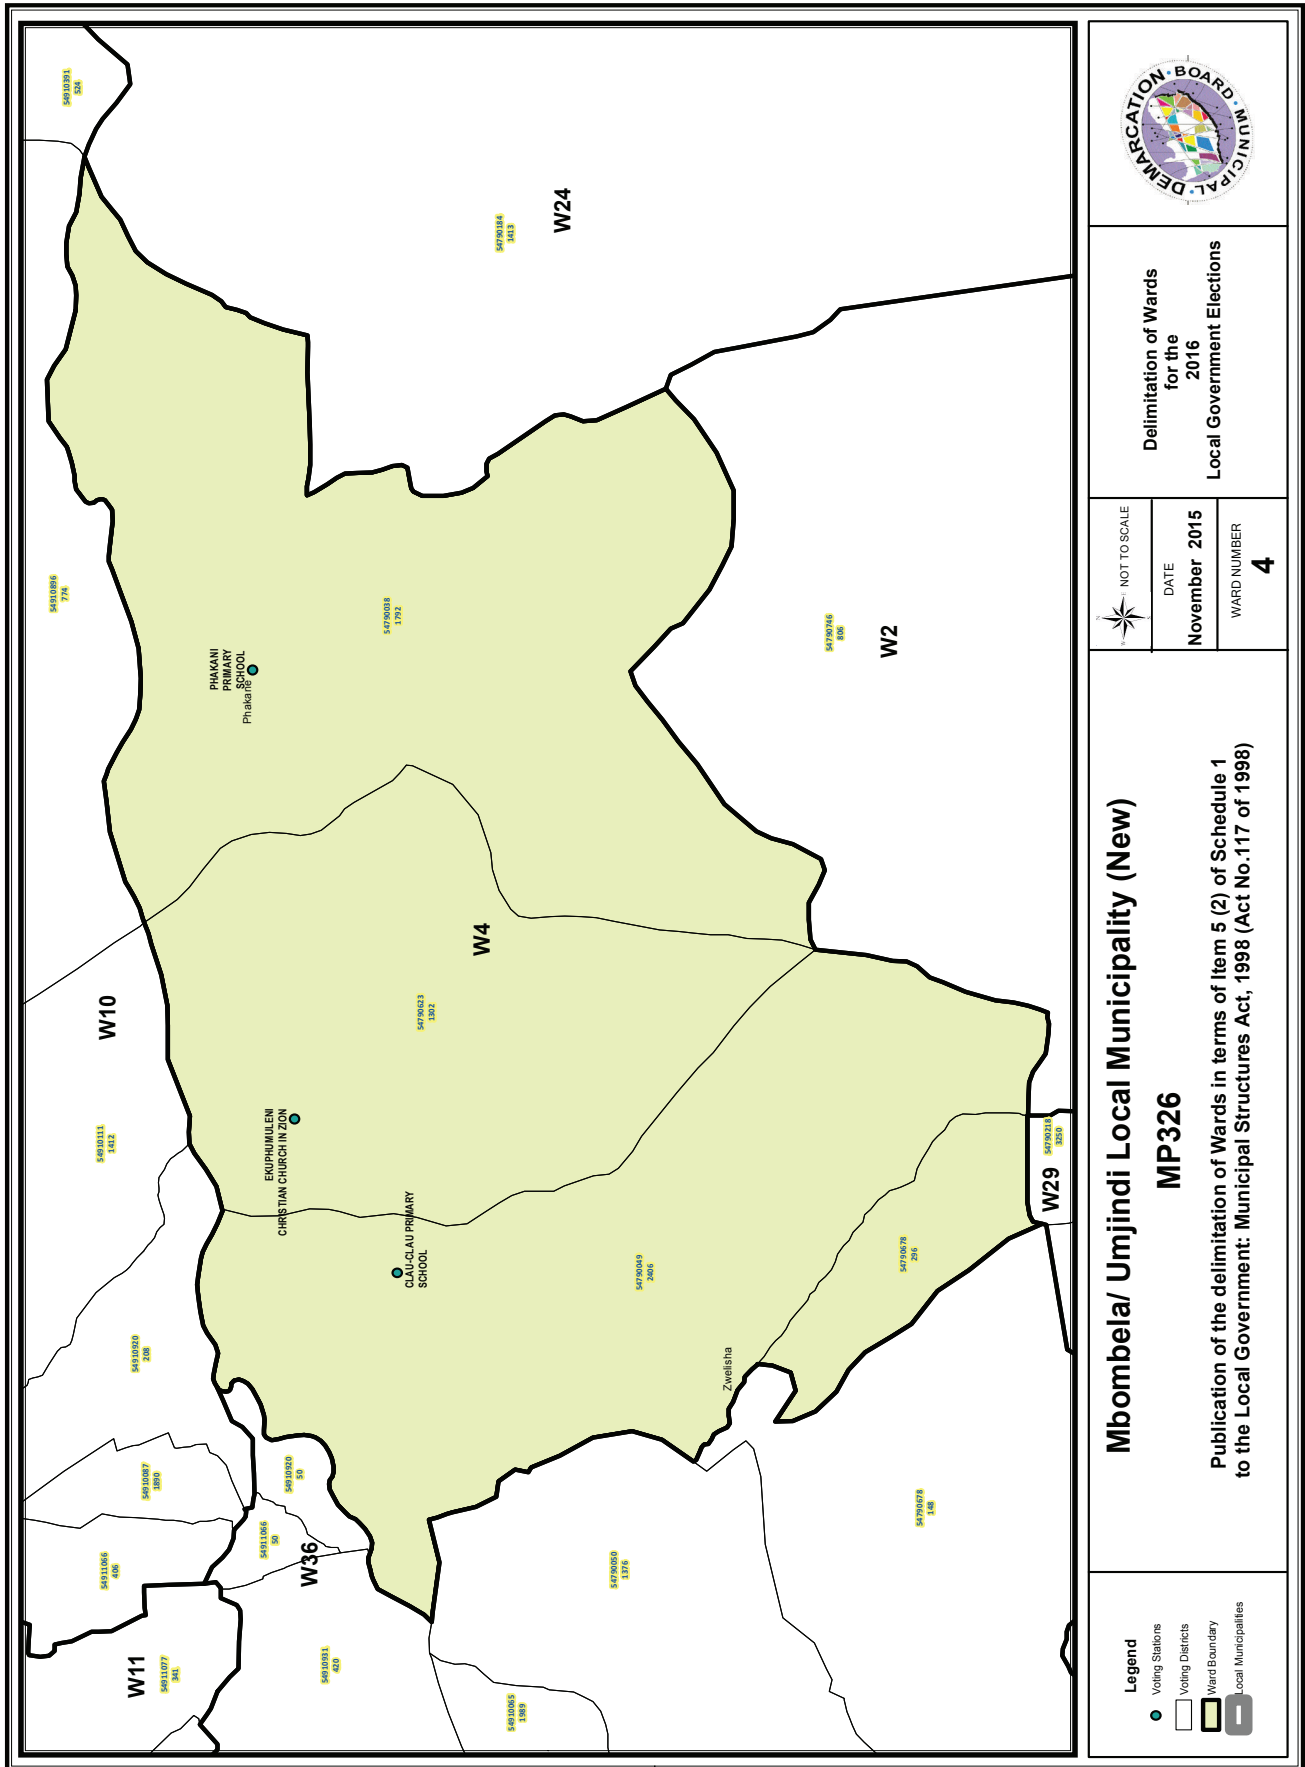 54910391
524
54790184
1413
W24
54910896
774
PHAKANI
PRIMARY
SCHOOL
Phakane
54790038
1792
54790746
806
W2
W10
W4
54790623
1302
54910111
1412
EKUPHUMULENI
CHRISTIAN CHURCH IN ZION
CLAU-CLAU PRIMARY
SCHOOL
54790218
3250
W29
54790049
2406
54790678
296
54910920
208
Zwelisha
54910087
1890
54910920
50
54911066
406
54911066
50
W36
54790050
1376
54790678
148
W11
54911077
341
54910931
420
54910065
1989
Legend
Voting Stations
Voting Districts
Ward Boundary
Local Municipalities
Mbombela/ Umjindi Local Municipality (New)
MP326
Publication of the delimitation of Wards in terms of Item 5 (2) of Schedule 1
to the Local Government: Municipal Structures Act, 1998 (Act No.117 of 1998)
N
W
E
S
NOT TO SCALE
DATE
November 2015
WARD NUMBER
4
Delimitation of Wards
for the
2016
Local Government Elections
MUNICIPAL DEMARCATION BOARD